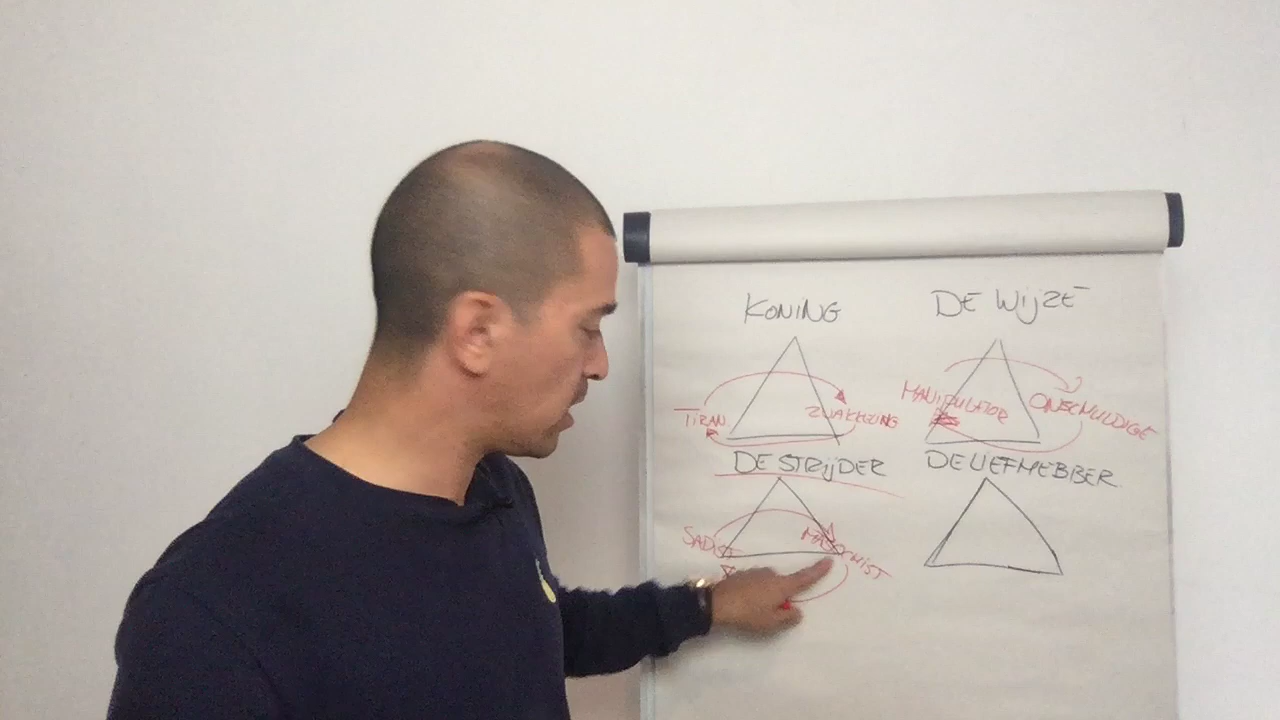 KONING
DE WijZE
TIRAN
ZWAKKELING
MANIPULATOR
ONSCHULDIGE
DE STRijDER
DE LIEFHEBBER
SADIST
MASOCHIST